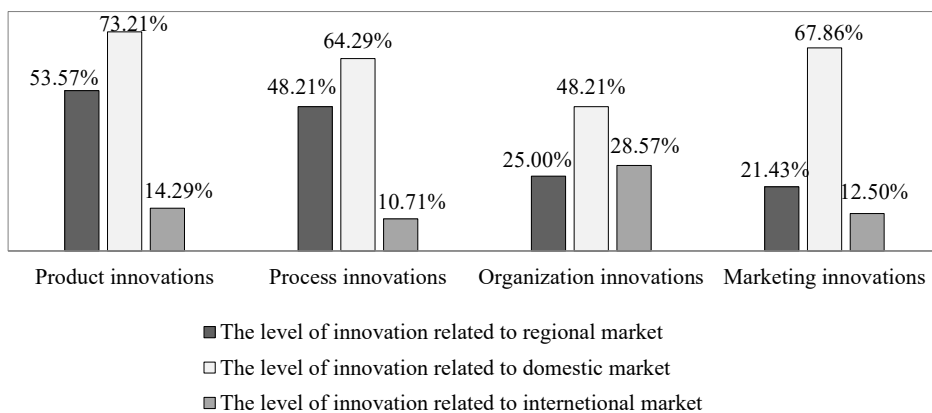 73.21%
67.86%
64.29%
53.57%
48.21%
48.21%
25.00%
28.57%
21.43%
14.29%
10.71%
12.50%
Product innovations
Process innovations
Organization innovations
Marketing innovations
The level of innovation related to regional market
The level of innovation related to domestic market
The level of innovation related to internetional market